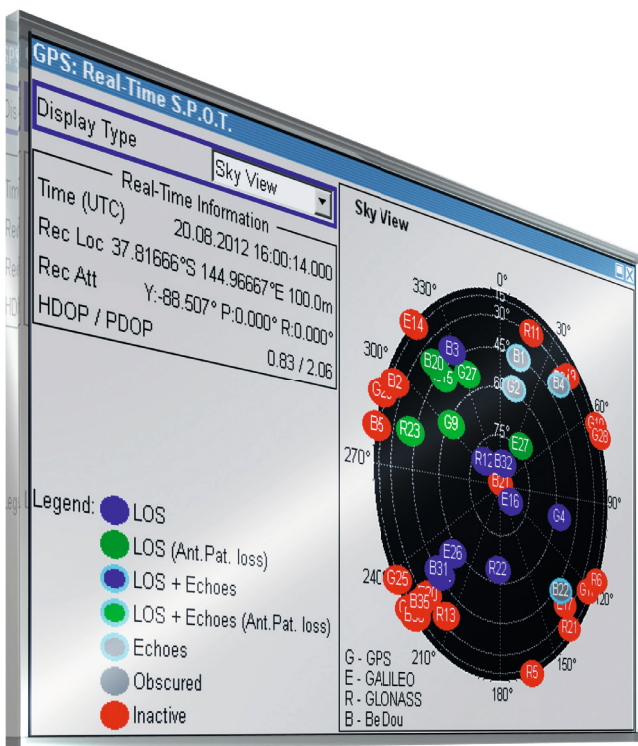 GPS: Real-Time S.P.O.T.
Display Type
Sky View
Real-Time Information
Time (UTC) 20.08.2012 16:00:14.000
Rec Loc 37.81666°S 144.96667°E 100.0m
Rec Att Y:-88.507° P:0.000° R:0.000°
HDOP / PDOP 0.83 / 2.06
Sky View
0°
15°
30°
45°
60°
75°
30°
60°
90°
120°
150°
180°
210°
240
270°
300°
330°
E14
R11
B3
B1
B20
G27
G2
B4
B2
B5
R23
G9
E27
G28
R12
B32
B21
E16
G4
E26
B31
R22
B22
R6
G25
B35
R13
R21
R5
Legend:
LOS
LOS (Ant.Pat. loss)
LOS + Echoes
LOS + Echoes (Ant.Pat. loss)
Echoes
Obscured
Inactive
G - GPS
E - GALILEO
R - GLONASS
B - BeDou